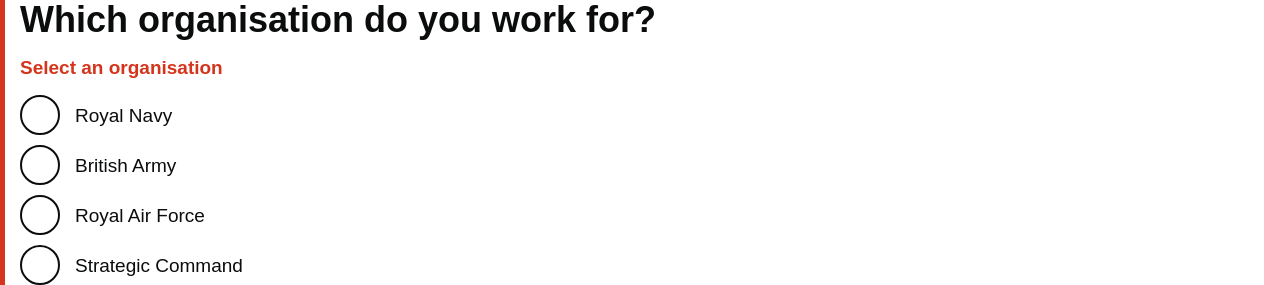 Which organisation do you work for?
Select an organisation
Royal Navy
British Army
Royal Air Force
Strategic Command